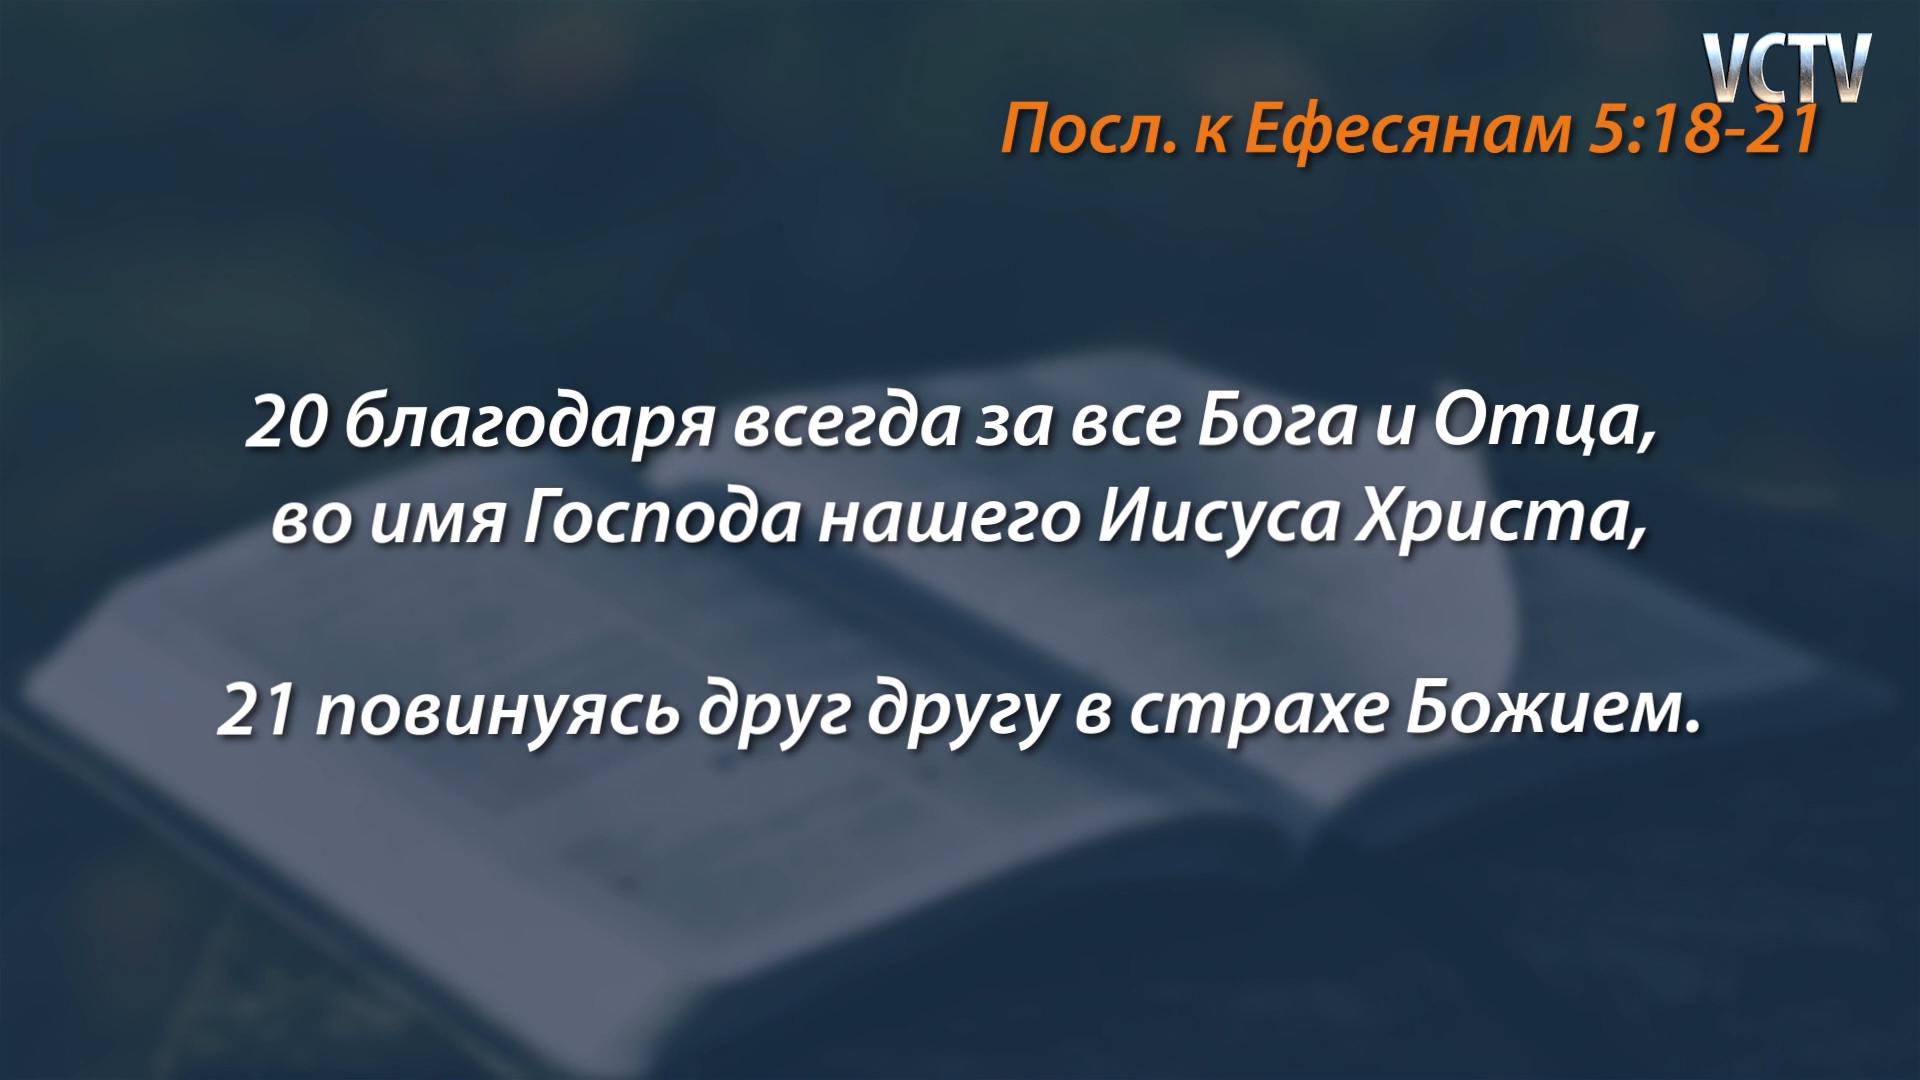 VCTV
Посл. к Ефесянам 5:18-21
20 благодаря всегда за все Бога и Отца,
во имя Господа нашего Иисуса Христа,
21 повинуясь друг другу в страхе Божием.